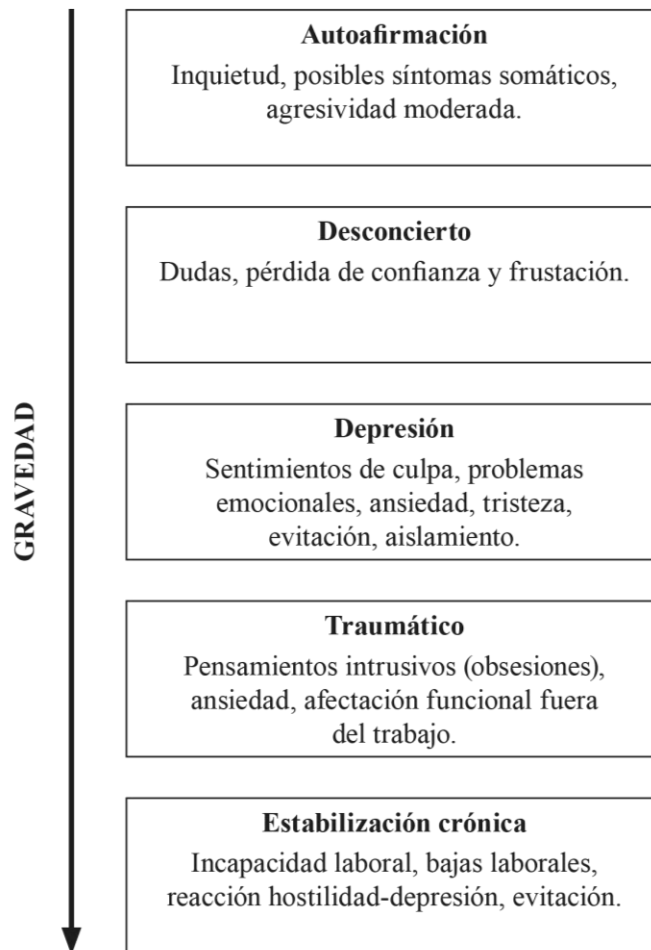 Autoafirmación
Inquietud, posibles síntomas somáticos,
agresividad moderada.
Desconcierto
Dudas, pérdida de confianza y frustación.
GRAVEDAD
Depresión
Sentimientos de culpa, problemas
emocionales, ansiedad, tristeza,
evitación, aislamiento.
Traumático
Pensamientos intrusivos (obsesiones),
ansiedad, afectación funcional fuera
del trabajo.
Estabilización crónica
Incapacidad laboral, bajas laborales,
reacción hostilidad-depresión, evitación.